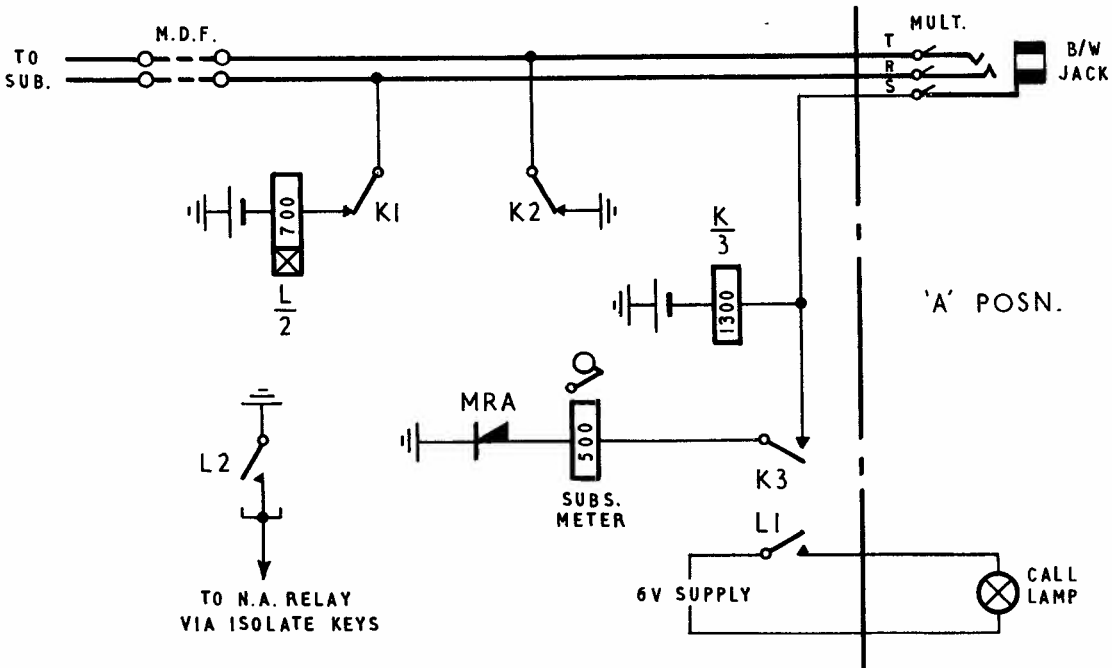 M.D.F.
MULT.
TO
SUB.
T
R
S
B/W
JACK
700
K1
K2
L
2
K
3
1300
'A' POSN.
MRA
500
L2
K3
SUBS.
METER
L1
TO N.A. RELAY
VIA ISOLATE KEYS
6V SUPPLY
CALL
LAMP